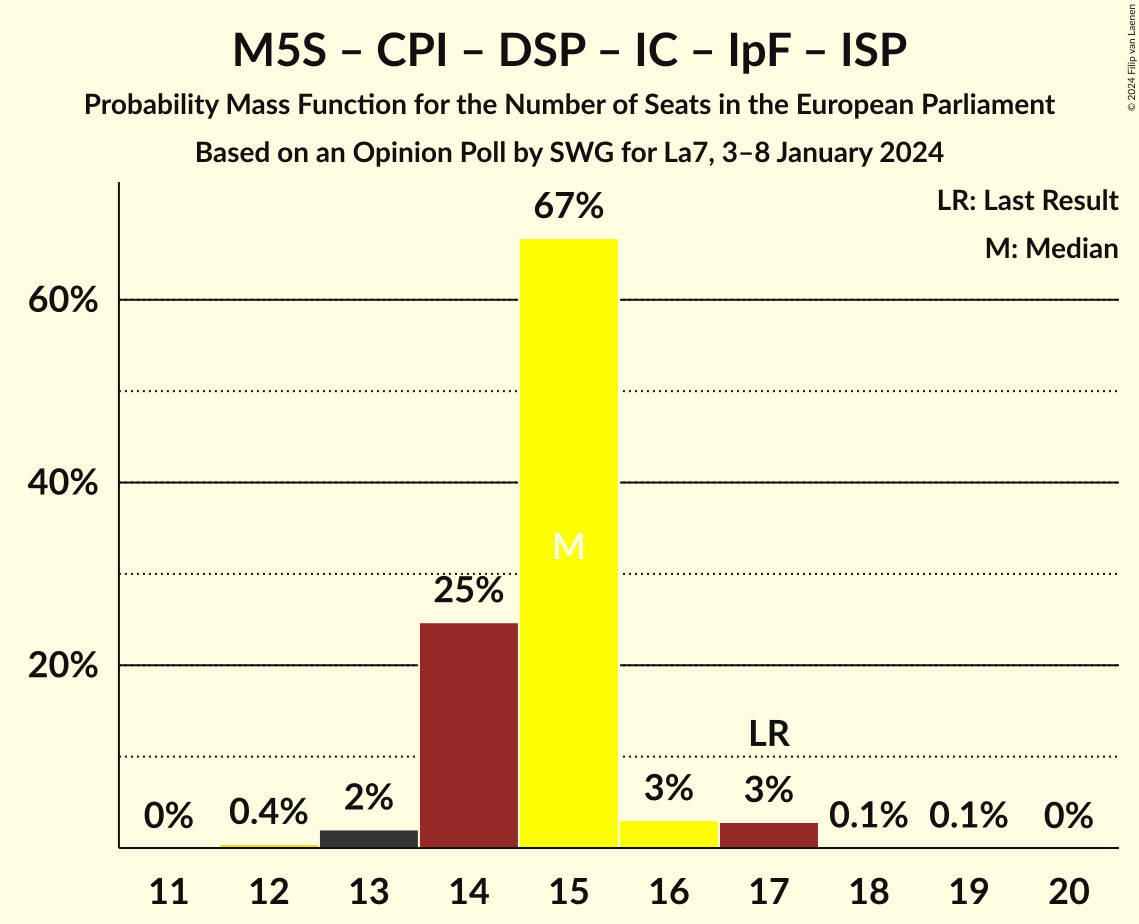 M5S – CPI – DSP – IC – IpF – ISP
Probability Mass Function for the Number of Seats in the European Parliament
Based on an Opinion Poll by SWG for La7, 3–8 January 2024
© 2024 Filip van Laenen
LR: Last Result
M: Median
67%
60%
40%
M
25%
20%
LR
0%
0.4%
2%
3%
3%
0.1%
0.1%
0%
11 12 13 14 15 16 17 18 19 20